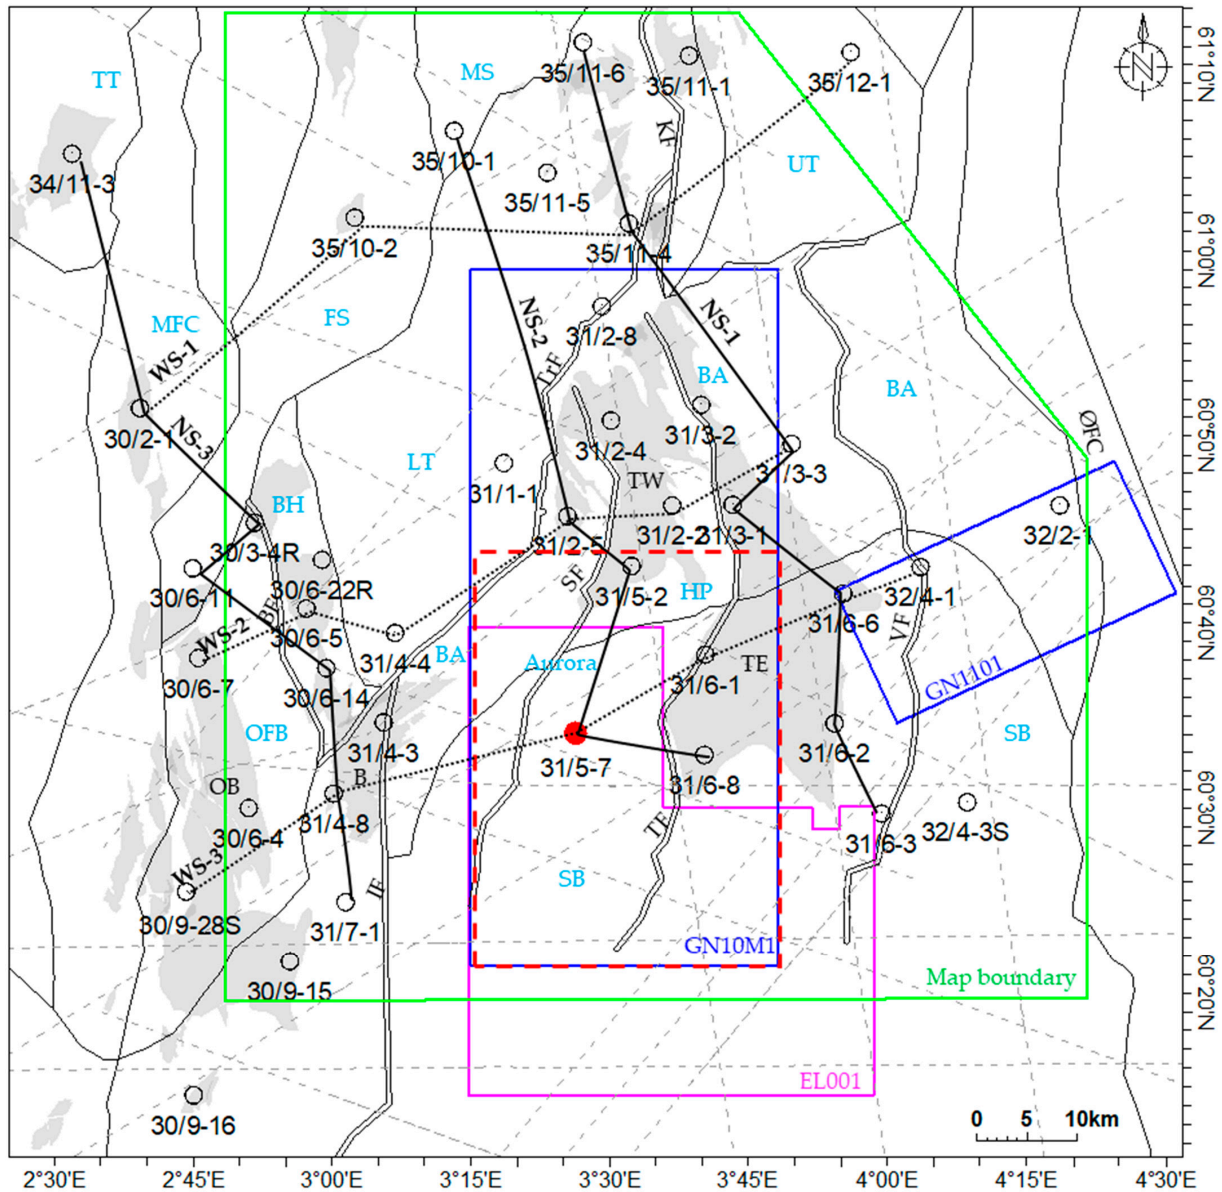 TT
MS
35/11-6
35/11-1
35/12-1
N
61°10'N
34/11-3
35/10-1
KF
UT
35/11-5
35/10-2
35/11-4
61°00'N
MFC
FS
NS-2
31/2-8
NS-1
WS-1
TrF
BA
BA
30/2-1
NS-3
31/3-2
ØFC
60°50'N
LT
31/2-4
31/1-1
TW
31/3-3
BH
30/3-4R
31/2-5
31/2-2
31/3-1
32/2-1
30/6-11
30/6-22R
SF
31/5-2
HP
32/4-1
60°40'N
BF
31/6-6
WS-2
30/6-5
VF
30/6-7
31/4-4
BA
Aurora
31/6-1
TE
GN1101
30/6-14
OFB
31/4-3
SB
31/5-7
31/6-2
OB
B
31/6-8
30/6-4
31/4-8
TF
31/6-3
32/4-3S
60°30'N
WS-3
IF
SB
30/9-28S
31/7-1
GN10M1
30/9-15
Map boundary
60°20'N
EL001
30/9-16
0 5 10km
2°30'E 2°45'E 3°00'E 3°15'E 3°30'E 3°45'E 4°00'E 4°15'E 4°30'E